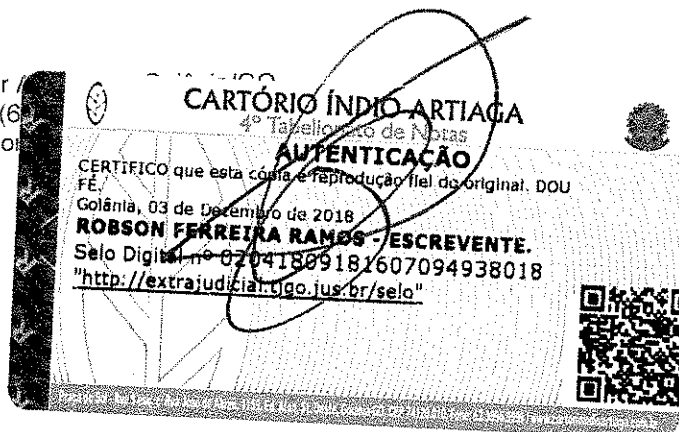 CARTÓRIO ÍNDIO ARTIAGA
4º Tabelionato de Notas
AUTENTICAÇÃO
CERTIFICO que esta cópia é reprodução fiel do original. DOU
FÉ.
Goiânia, 03 de Dezembro de 2018
ROBSON FERREIRA RAMOS - ESCREVENTE.
Selo Digital nº 02041809181607094938018
"http://extrajudicial.tjgo.jus.br/selo"